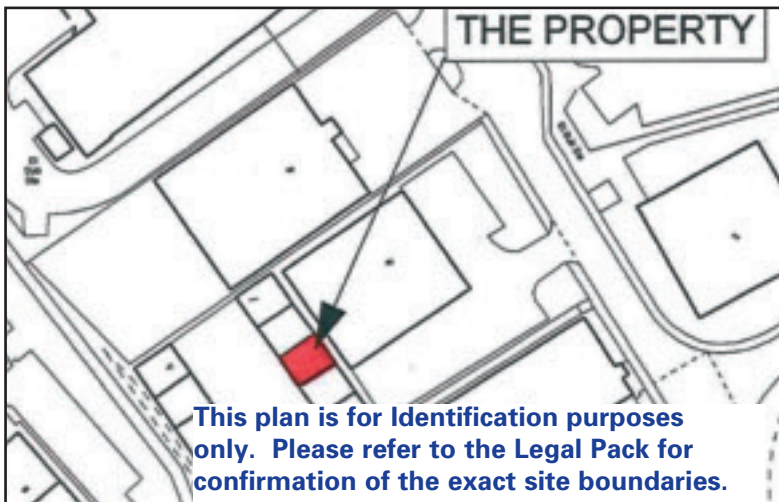 THE PROPERTY
This plan is for Identification purposes
only. Please refer to the Legal Pack for
confirmation of the exact site boundaries.